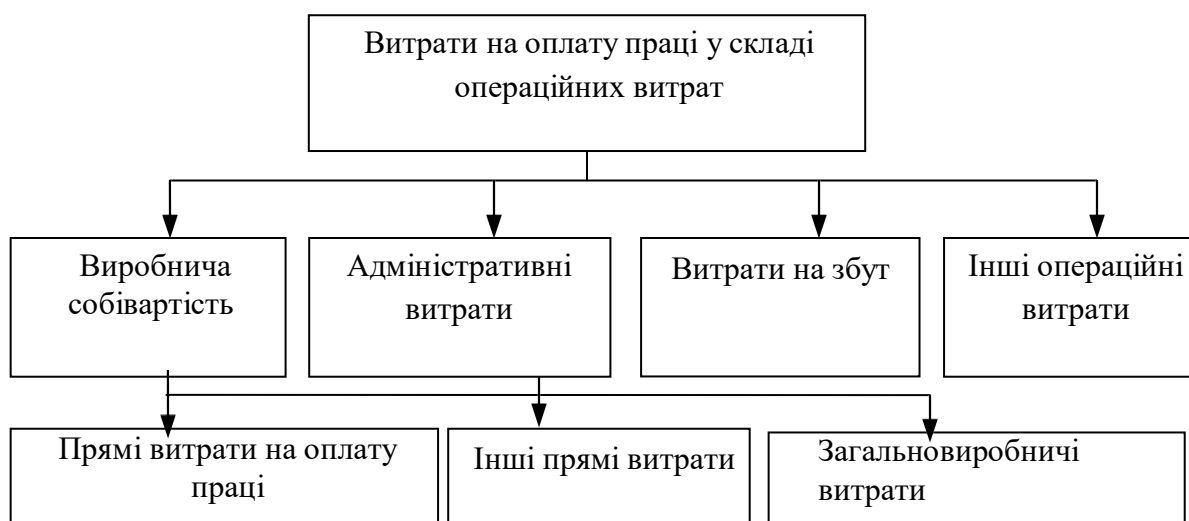 Витрати на оплату праці у складі
операційних витрат
Виробнича
собівартість
Адміністративні
витрати
Витрати на збут
Інші операційні
витрати
Прямі витрати на оплату
праці
Інші прямі витрати
Загальновиробничі
витрати